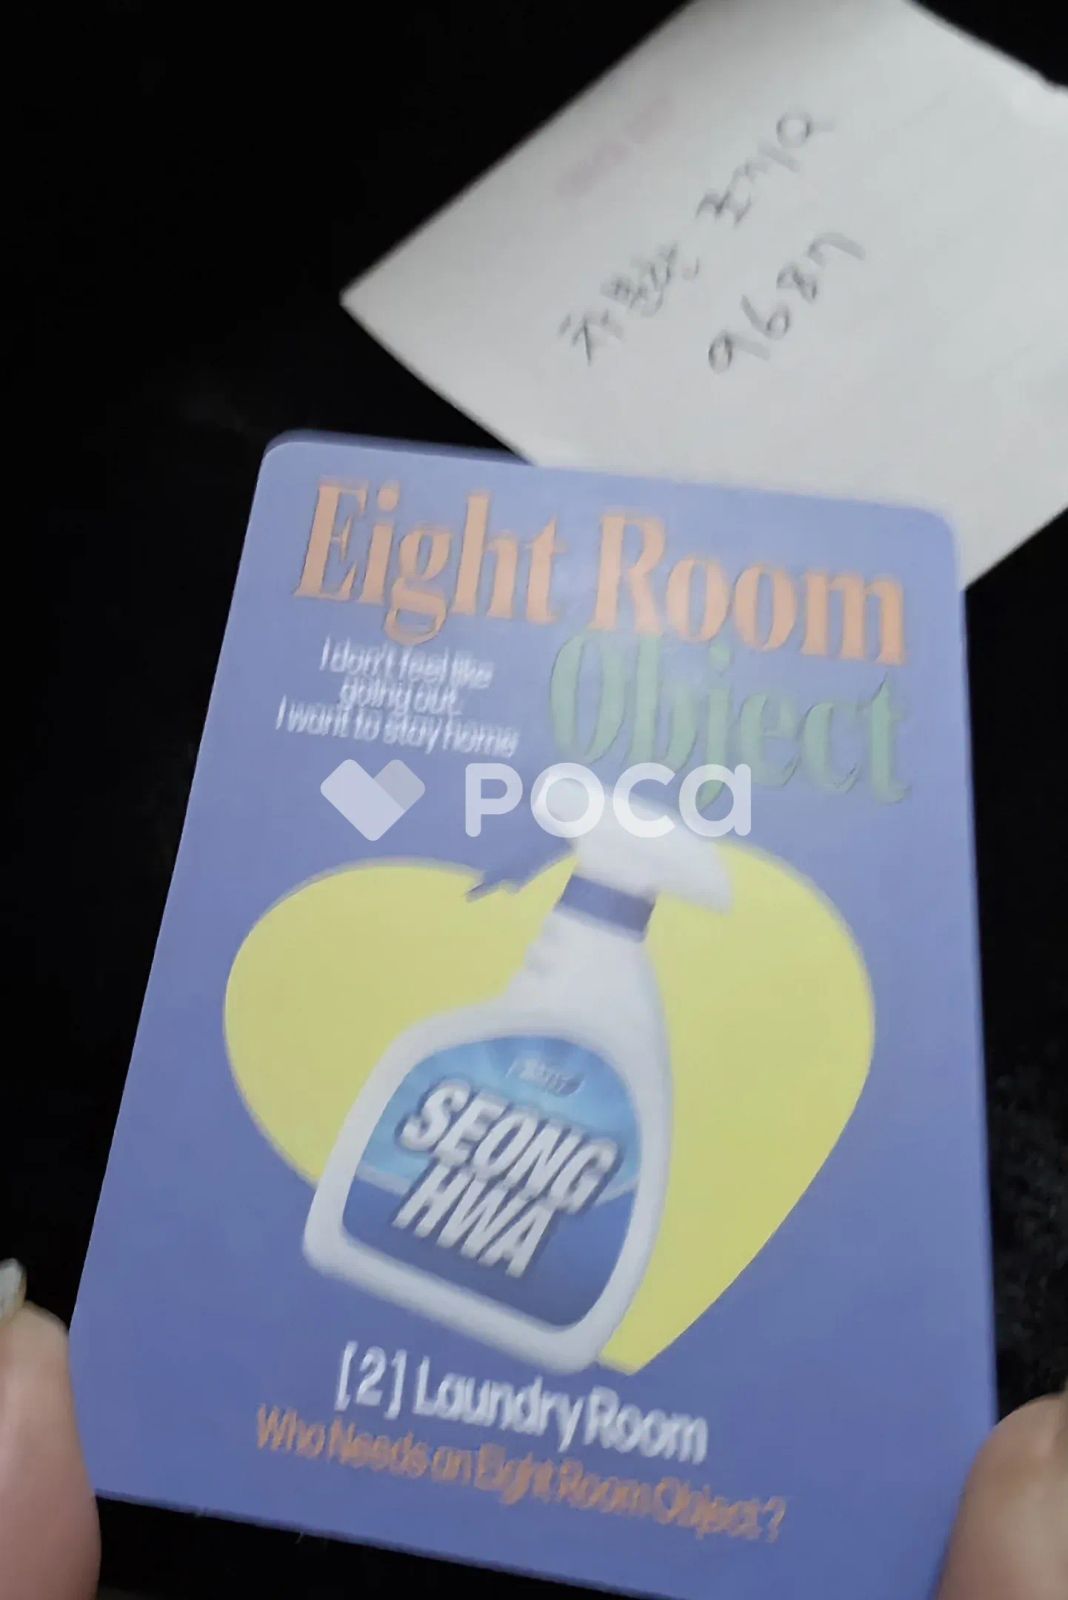 9687
Eight Room
Object
I don't feel like
going out.
I want to stay home
POCA
SEONG
HWA
[2] Laundry Room
Who Needs an Eight Room Object?